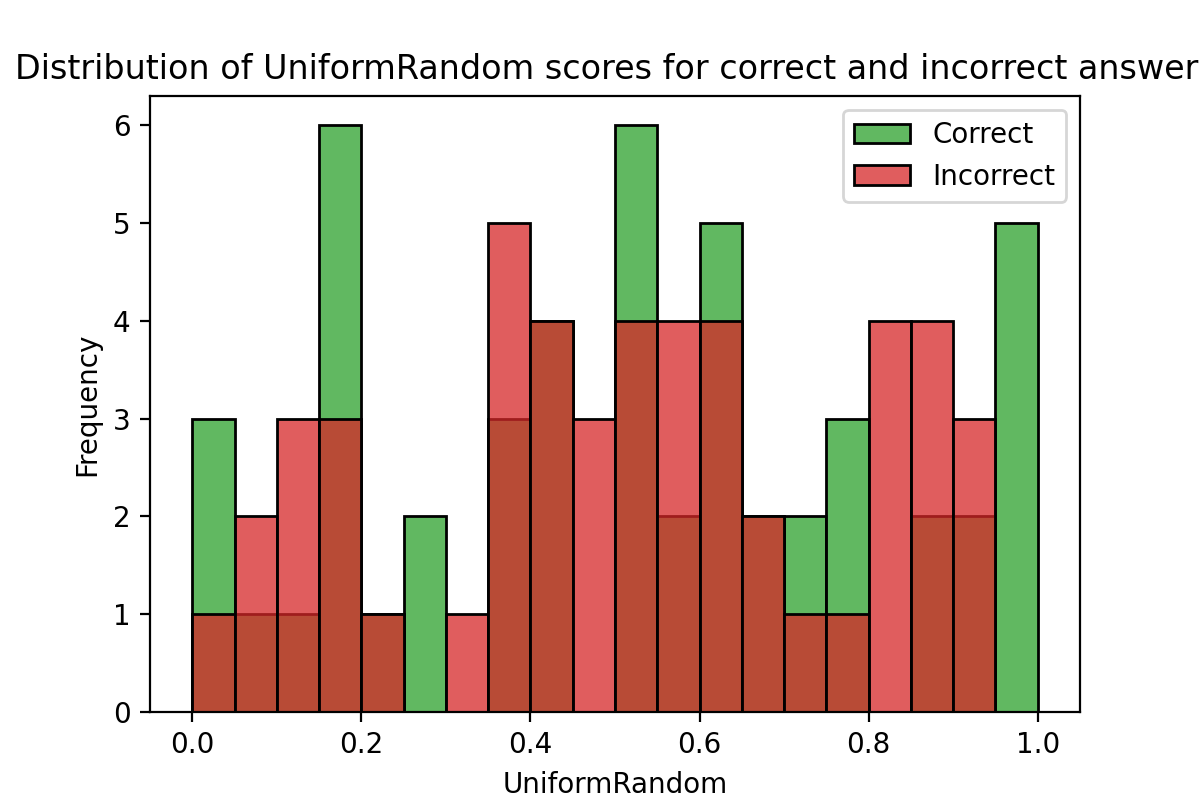 Distribution of UniformRandom scores for correct and incorrect answer
Correct
Incorrect
Frequency
6
5
4
3
2
1
0
0.0 0.2 0.4 0.6 0.8 1.0
UniformRandom